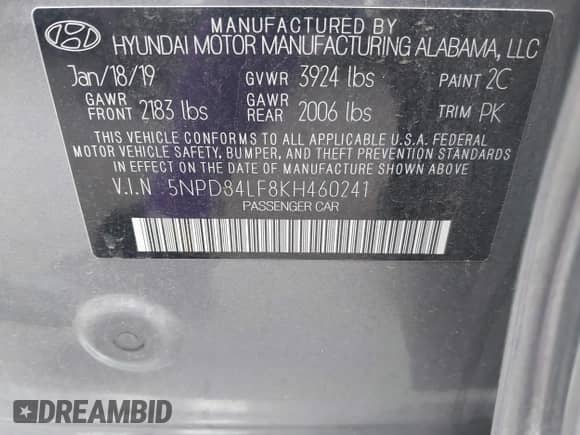 MANUFACTURED BY
HYUNDAI MOTOR MANUFACTURING ALABAMA, LLC
Jan/18/19 GVWR 3924 lbs PAINT 2C
GAWR FRONT 2183 lbs GAWR REAR 2006 lbs TRIM PK
THIS VEHICLE CONFORMS TO ALL APPLICABLE U.S.A. FEDERAL
MOTOR VEHICLE SAFETY, BUMPER, AND THEFT PREVENTION STANDARDS
IN EFFECT ON THE DATE OF MANUFACTURE SHOWN ABOVE.
V.I.N 5NPD84LF8KH460241
PASSENGER CAR
DREAMBID